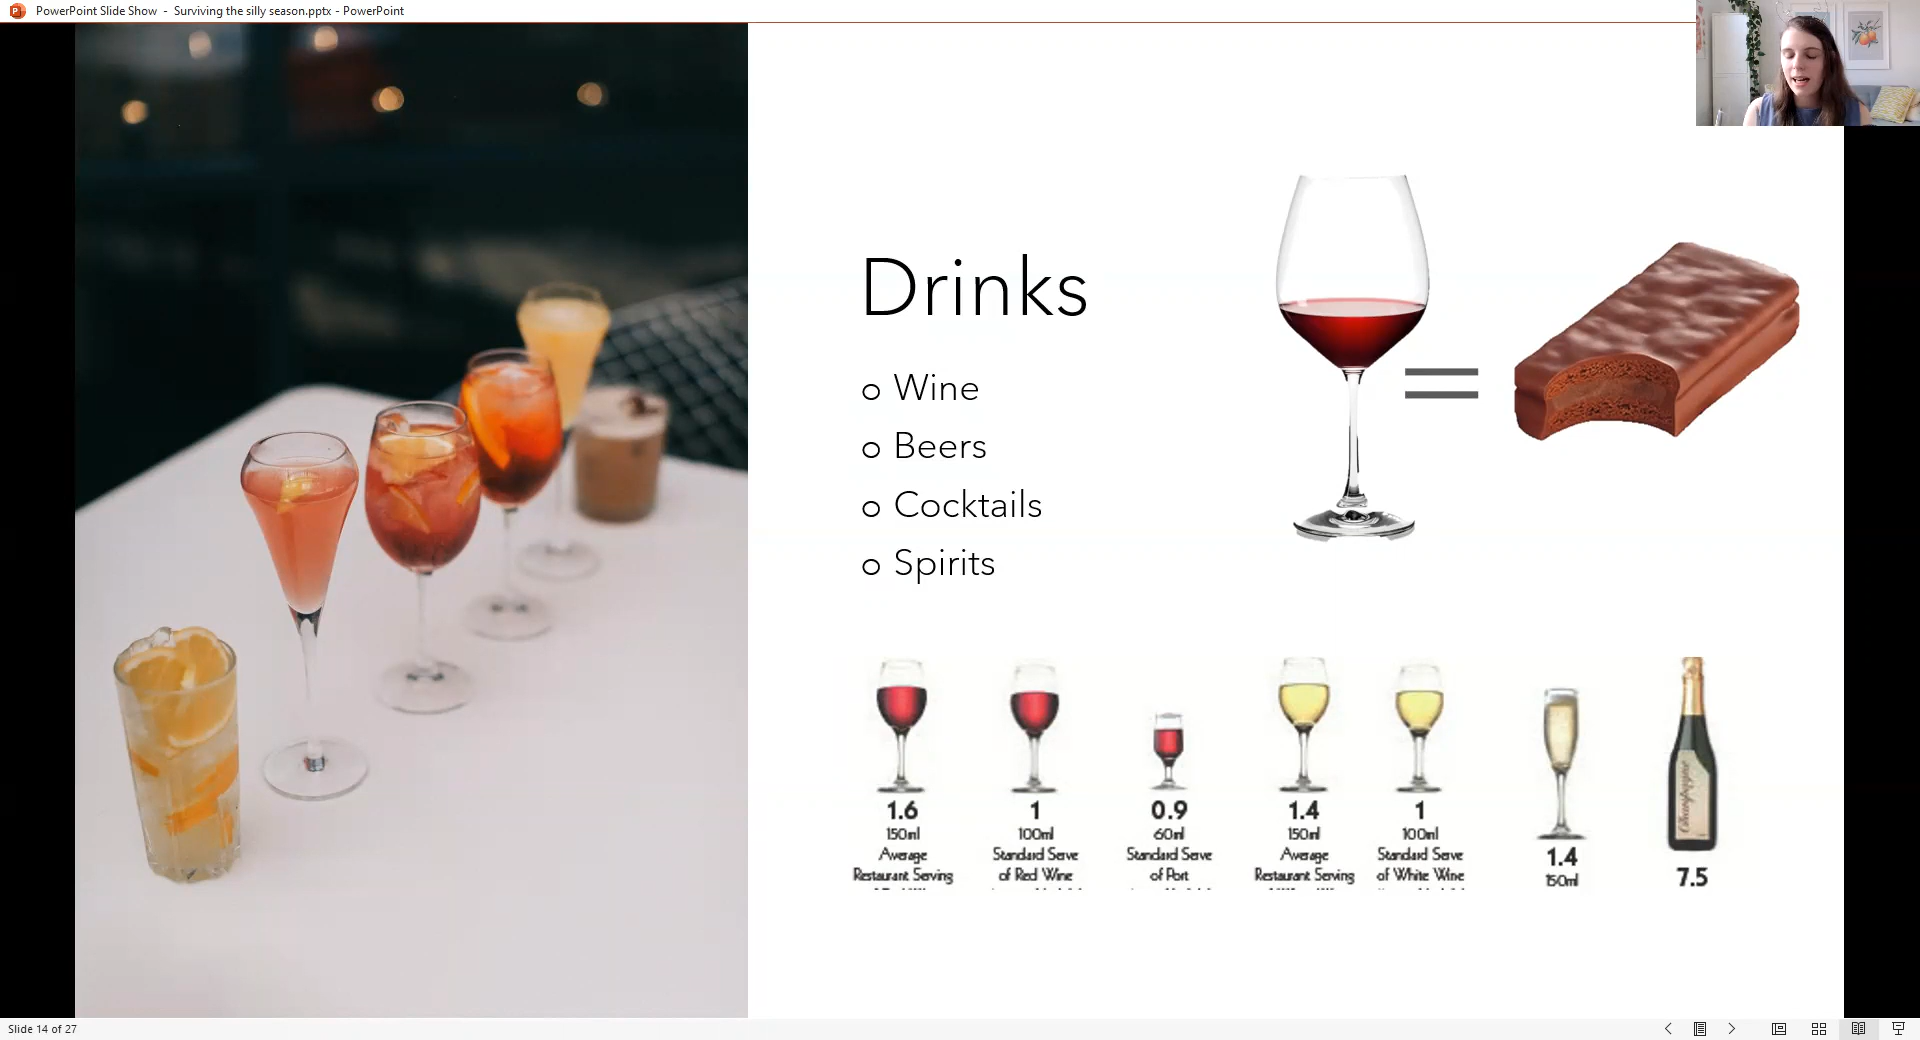 PowerPoint Slide Show - Surviving the silly season.pptx - PowerPoint
Drinks
o Wine
o Beers
o Cocktails
o Spirits
1.6
150ml
Average
Restaurant Serving
1
100ml
Standard Serve
of Red Wine
0.9
60ml
Standard Serve
of Port
1.4
150ml
Average
Restaurant Serving
1
100ml
Standard Serve
of White Wine
1.4
150ml
Champagne
7.5
Slide 14 of 27